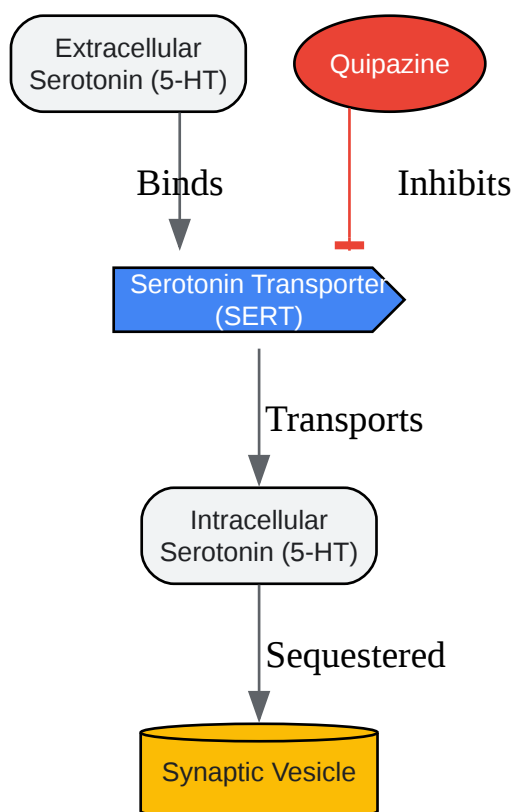 Extracellular
Serotonin (5-HT)
Quipazine
Binds
Inhibits
Serotonin Transporter
(SERT)
Transports
Intracellular
Serotonin (5-HT)
Sequestered
Synaptic Vesicle